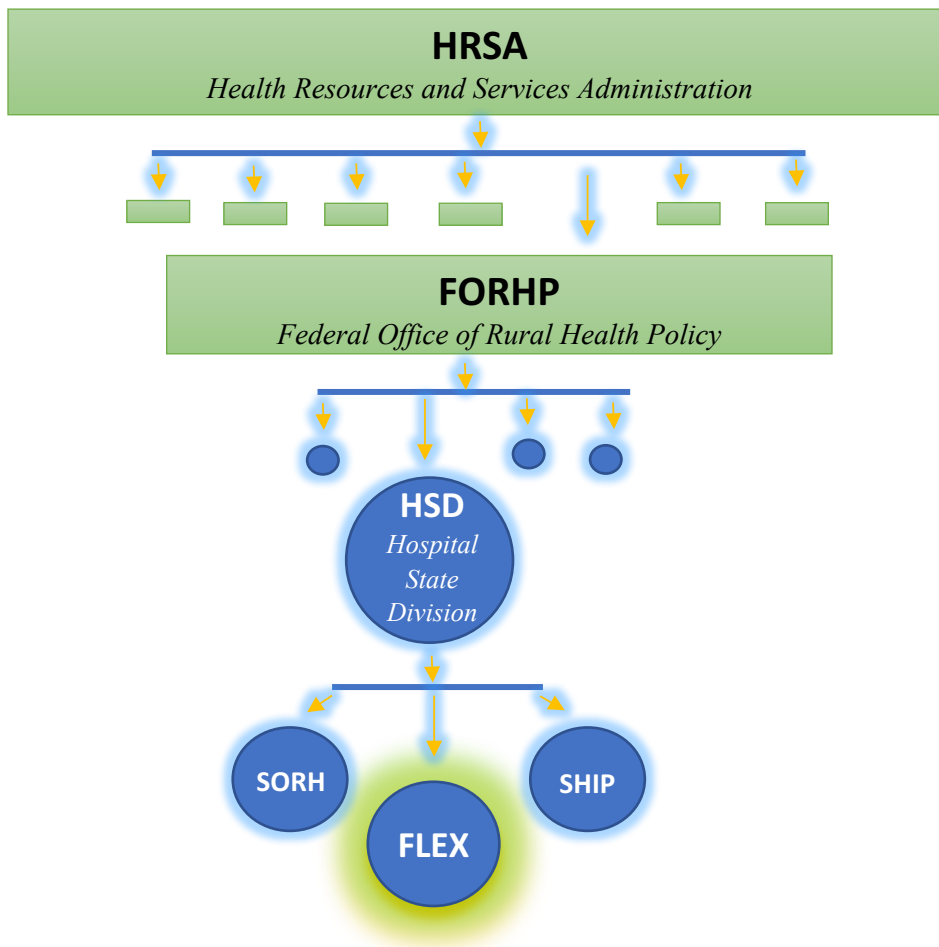 HRSA
Health Resources and Services Administration
FORHP
Federal Office of Rural Health Policy
HSD
Hospital
State
Division
SORH
FLEX
SHIP